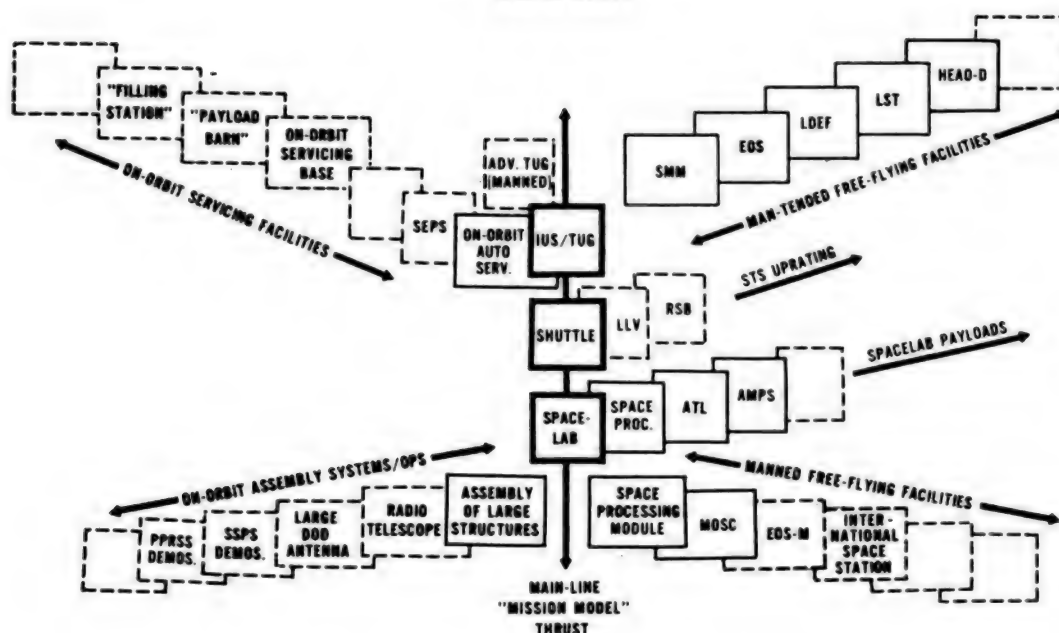 "FILLING
STATION"
"PAYLOAD
BARN"
ON-ORBIT
SERVICING
BASE
SEPS
ON-ORBIT
AUTO
SERV.
ADV. TUG
(MANNED)
IUS/TUG
ON-ORBIT SERVICING FACILITIES
SMM
EOS
LDEF
LST
HEAD-D
MAN-TENDED FREE-FLYING FACILITIES
SHUTTLE
LLV
RSB
STS UPRATING
SPACE-
LAB
SPACE
PROC.
ATL
AMPS
SPACELAB PAYLOADS
ON-ORBIT ASSEMBLY SYSTEMS/OPS
PPRSS
DEMOS.
SSPS
DEMOS.
LARGE
DOD
ANTENNA
RADIO
TELESCOPE
ASSEMBLY
OF LARGE
STRUCTURES
MANNED FREE-FLYING FACILITIES
SPACE
PROCESSING
MODULE
MOSC
EOS-M
INTER-
NATIONAL
SPACE
STATION
MAIN-LINE
"MISSION MODEL"
THRUST